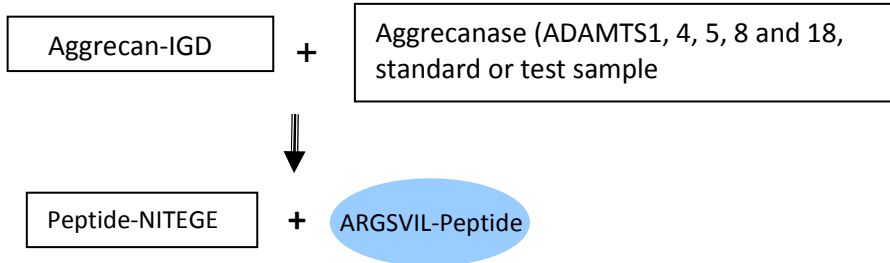 Aggrecan-IGD
+
Aggrecanase (ADAMTS1, 4, 5, 8 and 18,
standard or test sample
Peptide-NITEGE
+
ARGSVIL-Peptide